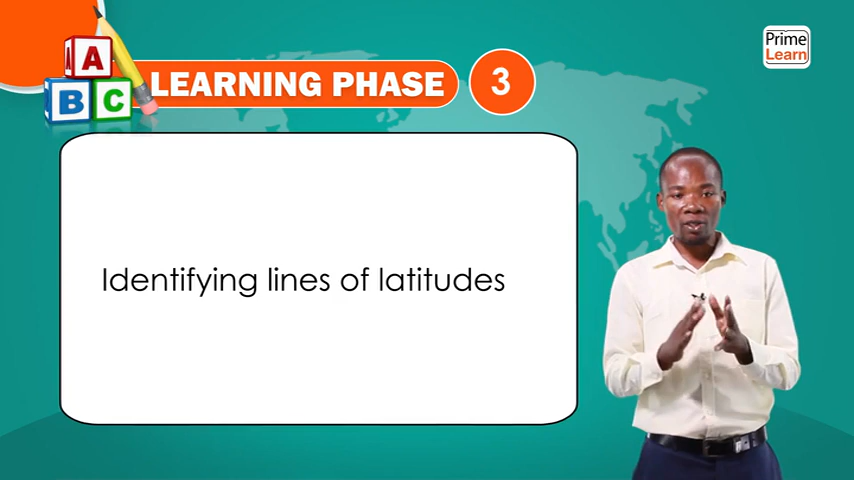 Prime
Learn
A
B C
LEARNING PHASE 3
Identifying lines of latitudes